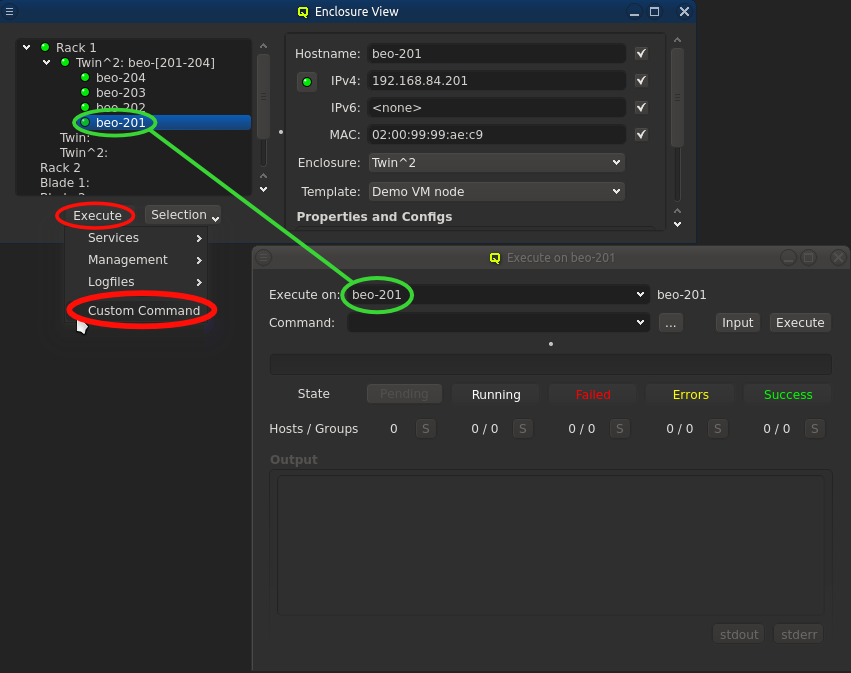 Enclosure View
Rack 1
Twin^2: beo-[201-204]
beo-204
beo-203
beo-202
beo-201
Twin:
Twin^2:
Rack 2
Blade 1:
Hostname: beo-201
IPv4: 192.168.84.201
IPv6: <none>
MAC: 02:00:99:99:ae:c9
Enclosure: Twin^2
Template: Demo VM node
Properties and Configs
Execute Selection
Services
Management
Logfiles
Custom Command
Execute on beo-201
Execute on: beo-201 beo-201
Command: ... Input Execute
State Pending Running Failed Errors Success
Hosts / Groups 0 S 0 / 0 S 0 / 0 S 0 / 0 S 0 / 0 S
Output
stdout stderr